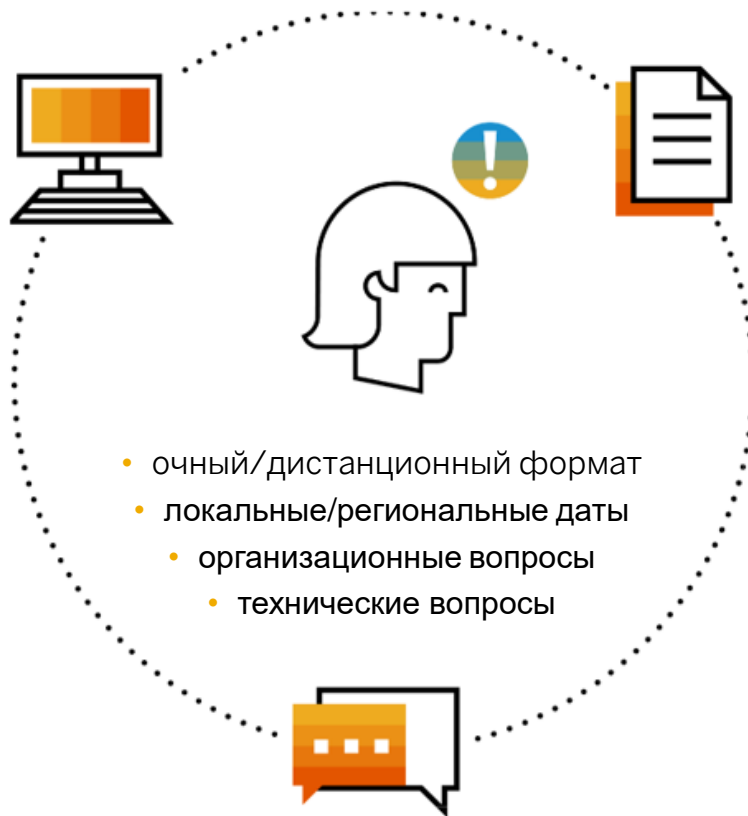 • очный/дистанционный формат
• локальные/региональные даты
• организационные вопросы
• технические вопросы